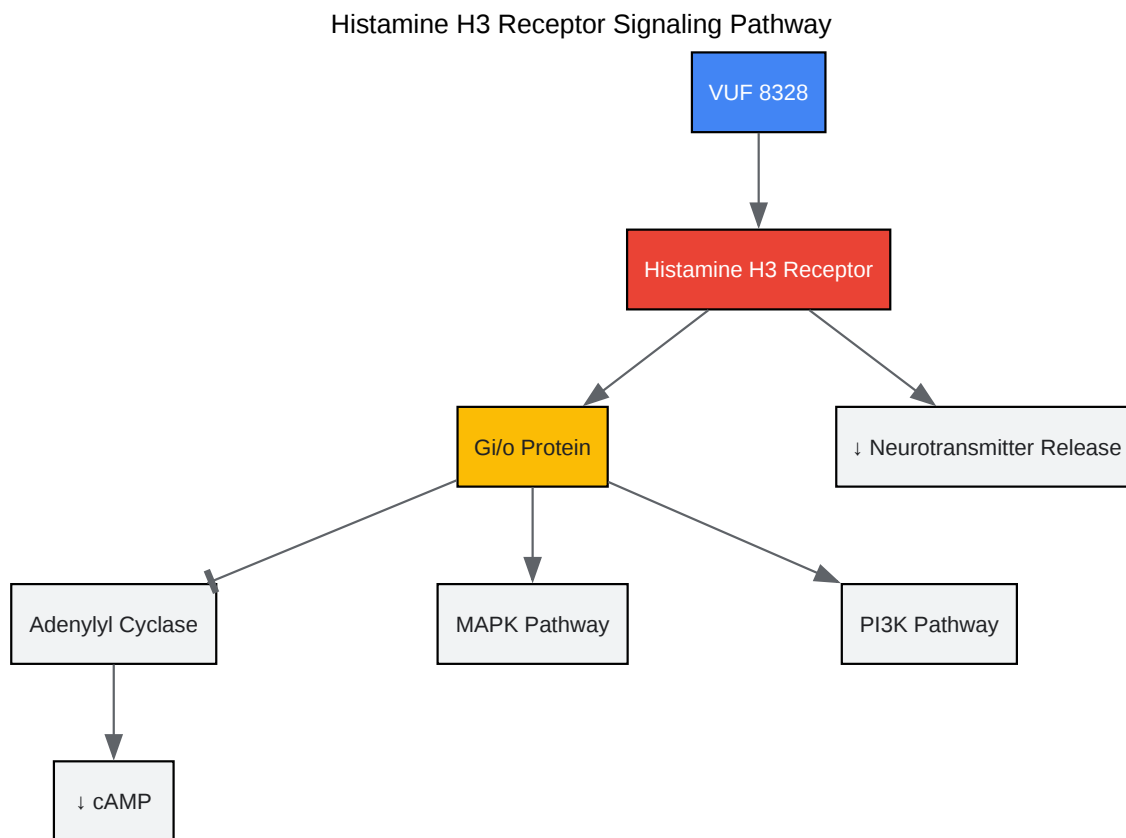 Histamine H3 Receptor Signaling Pathway
VUF 8328
Histamine H3 Receptor
Gi/o Protein
↓ Neurotransmitter Release
Adenylyl Cyclase
MAPK Pathway
PI3K Pathway
↓ cAMP